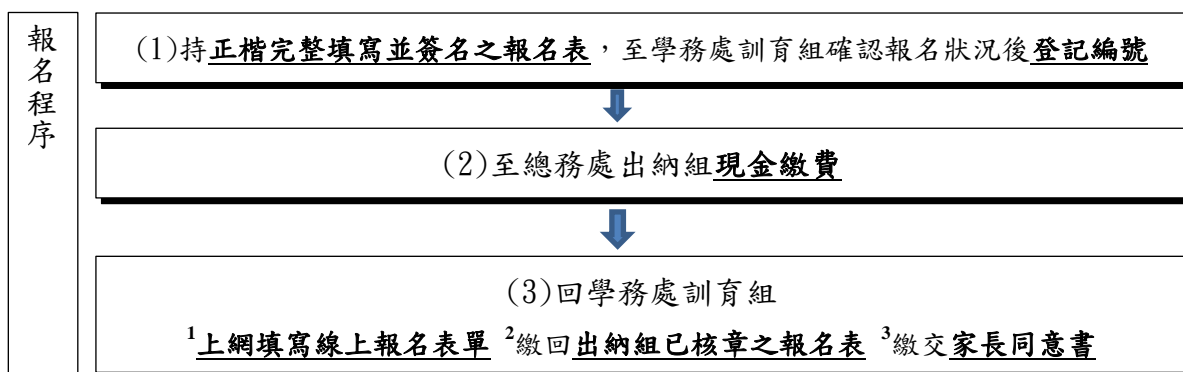 報名程序
(1)持正楷完整填寫並簽名之報名表，至學務處訓育組確認報名狀況後登記編號
(2)至總務處出納組現金繳費
(3)回學務處訓育組
1上網填寫線上報名表單 2繳回出納組已核章之報名表 3繳交家長同意書